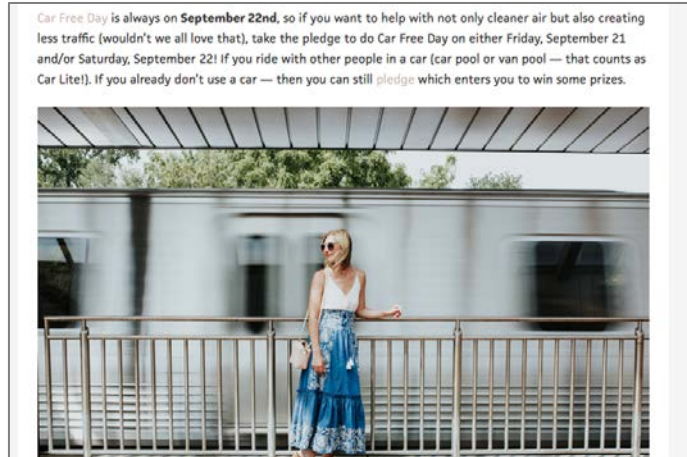 Car Free Day is always on September 22nd, so if you want to help with not only cleaner air but also creating
less traffic (wouldn't we all love that), take the pledge to do Car Free Day on either Friday, September 21
and/or Saturday, September 22! If you ride with other people in a car (car pool or van pool — that counts as
Car Lite!). If you already don't use a car — then you can still pledge which enters you to win some prizes.